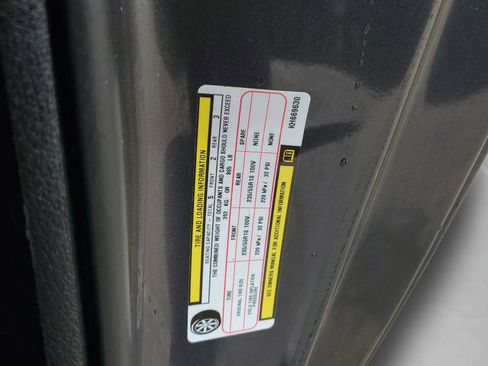 TIRE AND LOADING INFORMATION
SEATING CAPACITY - TOTAL 5 FRONT 2 REAR 3
THE COMBINED WEIGHT OF OCCUPANTS AND CARGO SHOULD NEVER EXCEED
392 KG OR 865 LB
TIRE FRONT REAR SPARE
ORIGINAL TIRE SIZE 235/55R18 100V 235/55R18 100V NONE
COLD TIRE INFLATION PRESSURE 220 kPa / 32 PSI 220 kPa / 32 PSI NONE
SEE OWNERS MANUAL FOR ADDITIONAL INFORMATION
KH669630